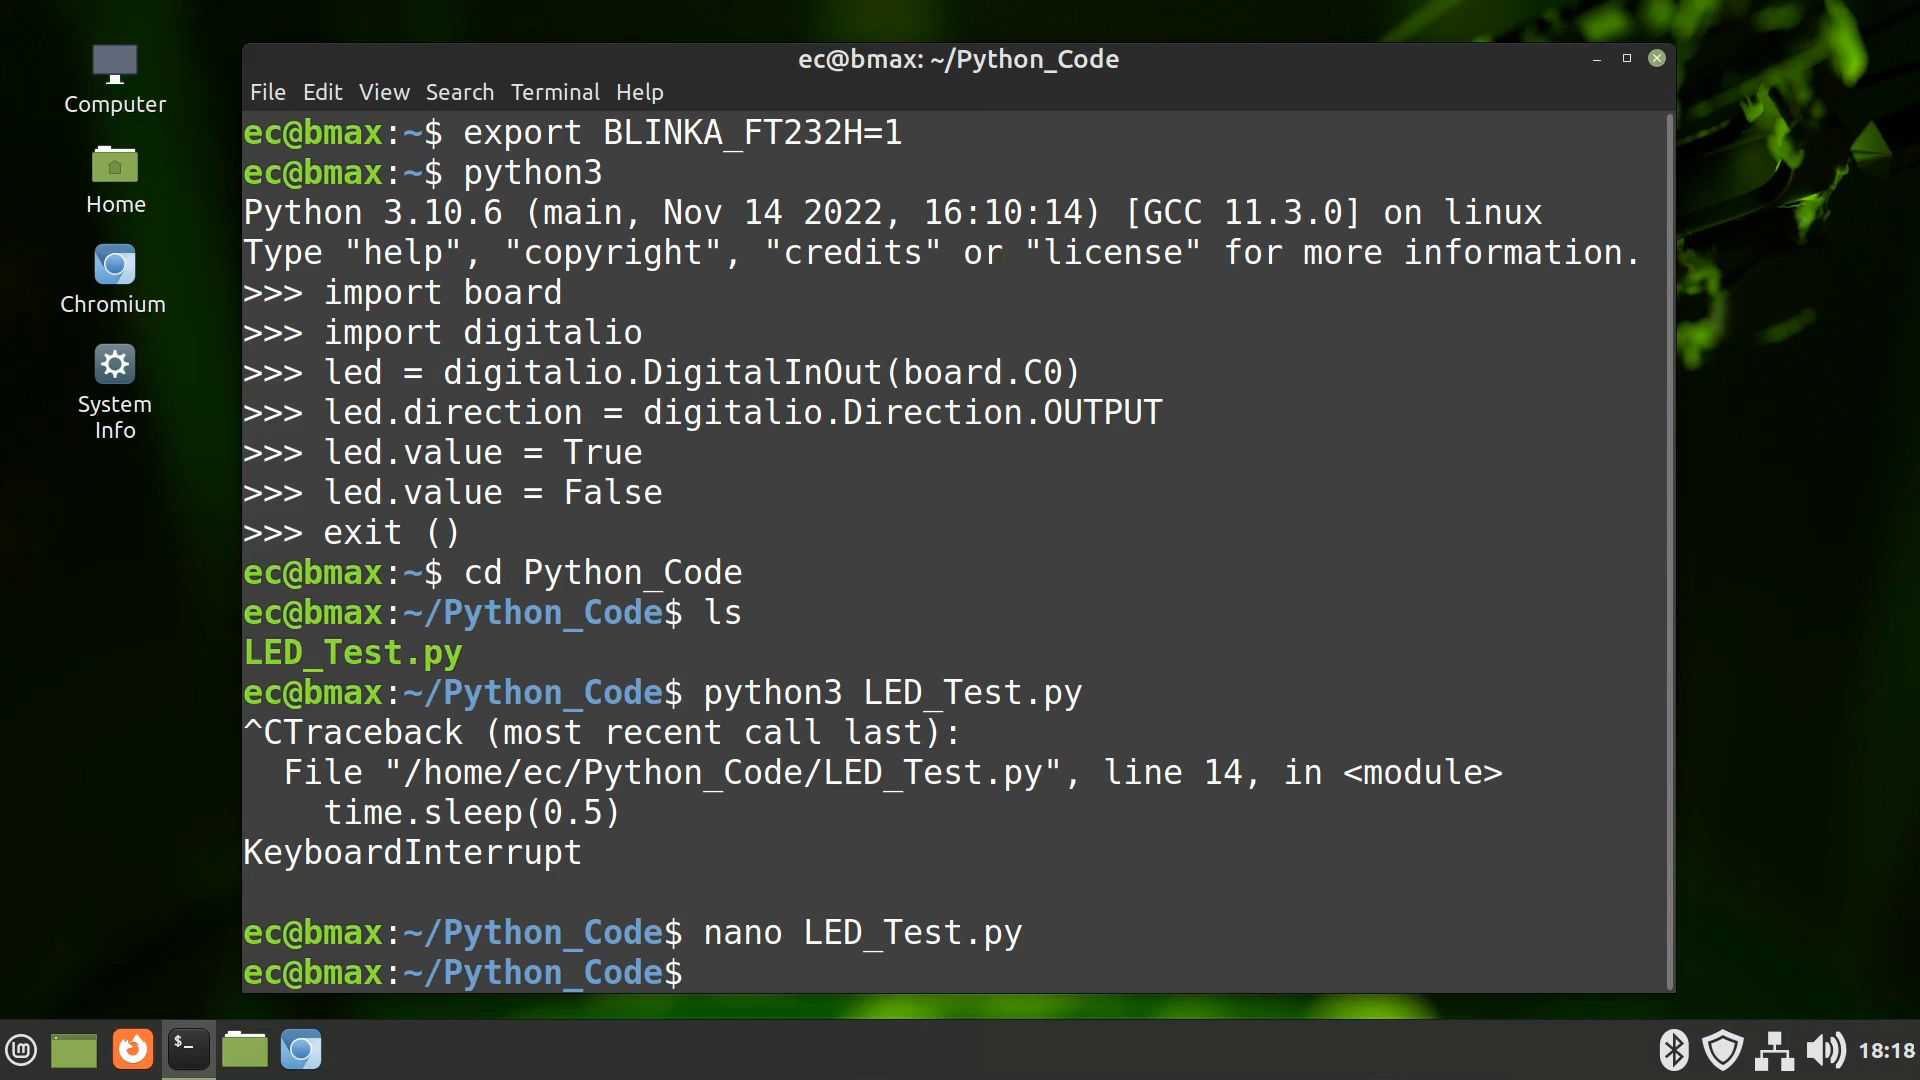 ec@bmax: ~/Python_Code
File Edit View Search Terminal Help
ec@bmax:~$ export BLINKA_FT232H=1
ec@bmax:~$ python3
Python 3.10.6 (main, Nov 14 2022, 16:10:14) [GCC 11.3.0] on linux
Type "help", "copyright", "credits" or "license" for more information.
>>> import board
>>> import digitalio
>>> led = digitalio.DigitalInOut(board.C0)
>>> led.direction = digitalio.Direction.OUTPUT
>>> led.value = True
>>> led.value = False
>>> exit ()
ec@bmax:~$ cd Python_Code
ec@bmax:~/Python_Code$ ls
LED_Test.py
ec@bmax:~/Python_Code$ python3 LED_Test.py
^CTraceback (most recent call last):
  File "/home/ec/Python_Code/LED_Test.py", line 14, in <module>
    time.sleep(0.5)
KeyboardInterrupt
ec@bmax:~/Python_Code$ nano LED_Test.py
ec@bmax:~/Python_Code$
Computer
Home
Chromium
System
Info
$_
18:18